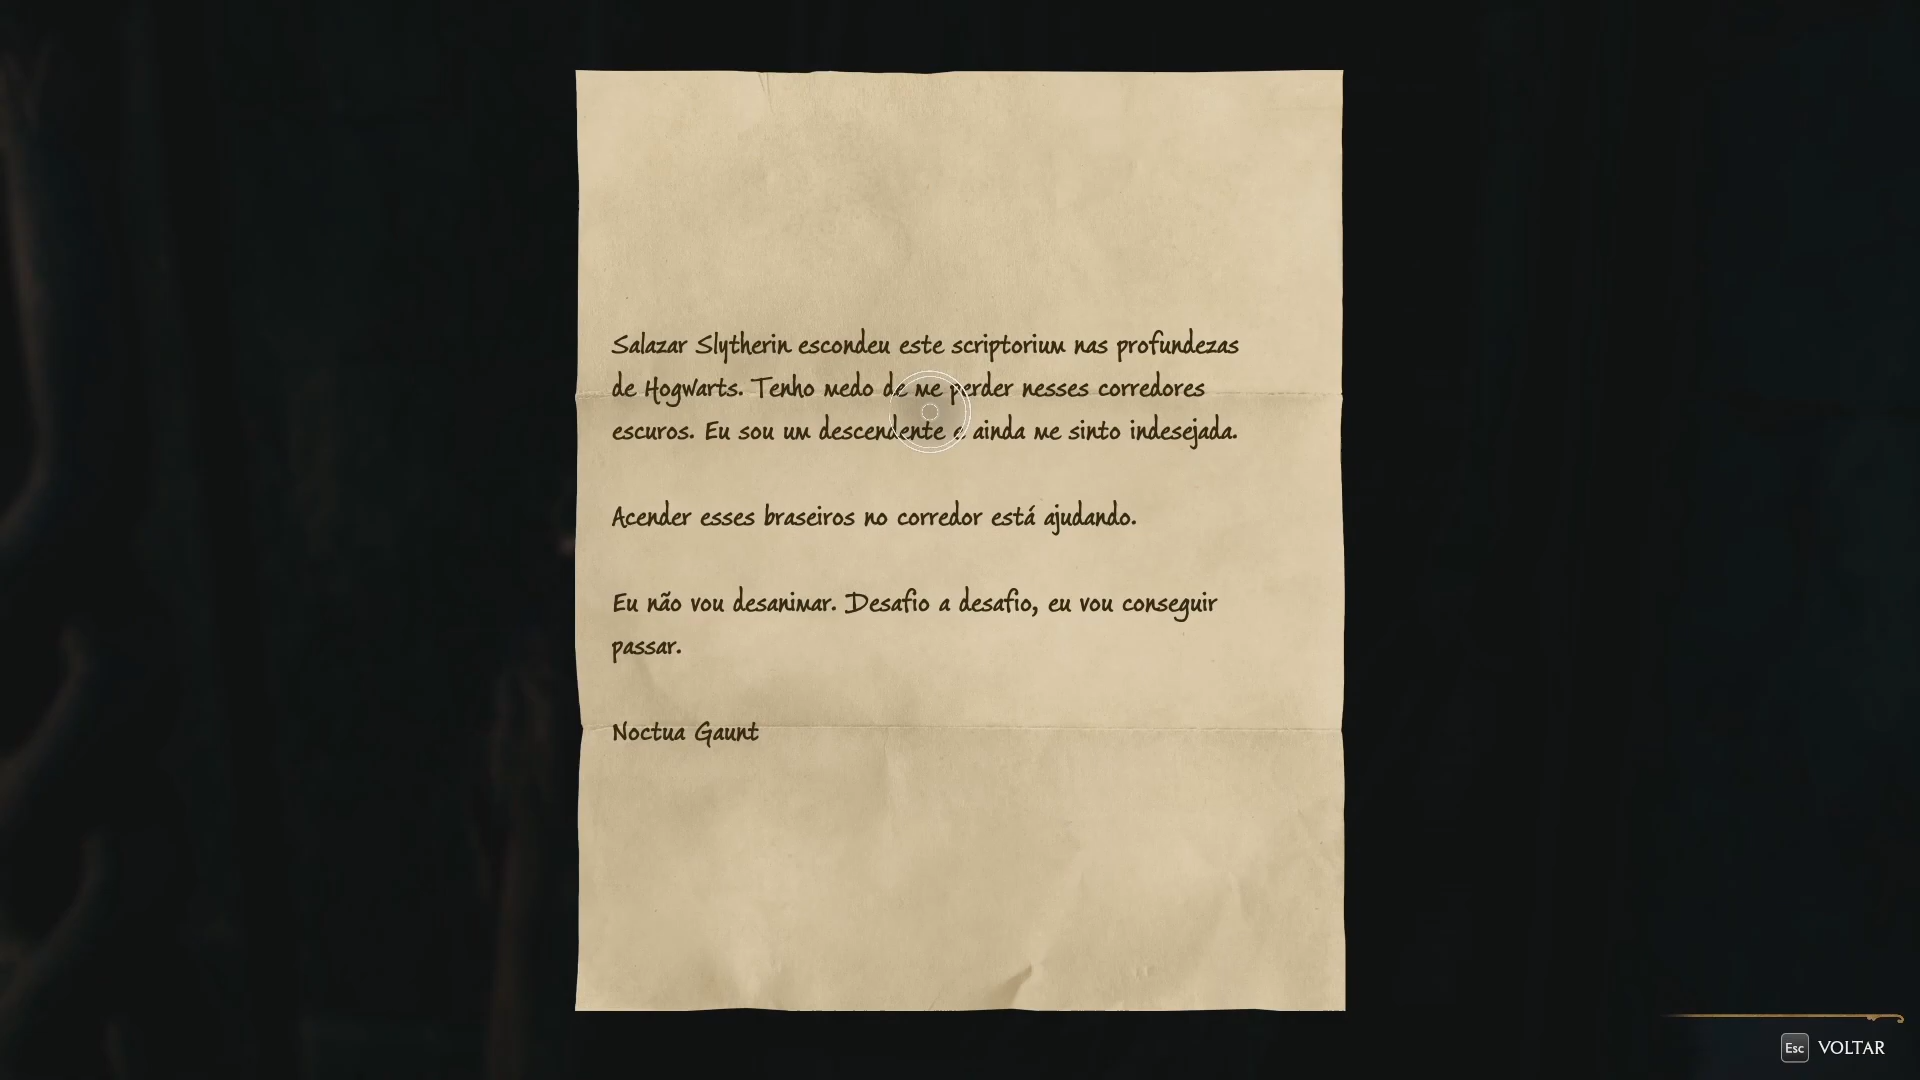 Salazar Slytherin escondeu este scriptorium nas profundezas
de Hogwarts. Tenho medo de me perder nesses corredores
escuros. Eu sou um descendente e ainda me sinto indesejada.
Acender esses braseiros no corredor está ajudando.
Eu não vou desanimar. Desafio a desafio, eu vou conseguir
passar.
Noctua Gaunt
Esc VOLTAR